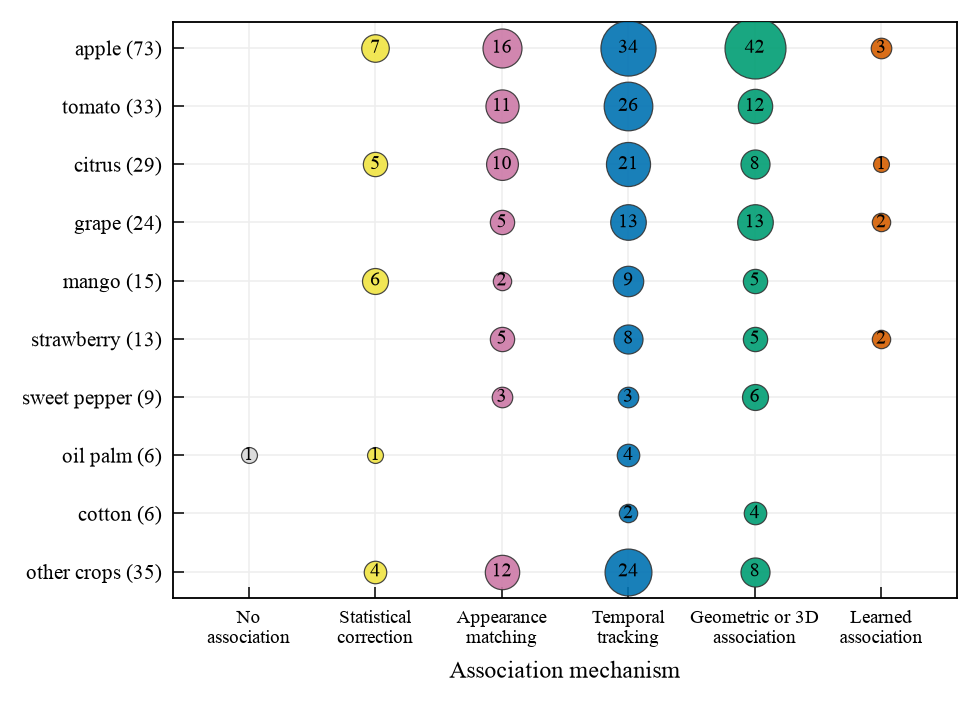 apple (73) 7 16 34 42 3
tomato (33) 11 26 12
citrus (29) 5 10 21 8 1
grape (24) 5 13 13 2
mango (15) 6 2 9 5
strawberry (13) 5 8 5 2
sweet pepper (9) 3 3 6
oil palm (6) 1 1 4
cotton (6) 2 4
other crops (35) 4 12 24 8
No association
Statistical correction
Appearance matching
Temporal tracking
Geometric or 3D association
Learned association
Association mechanism